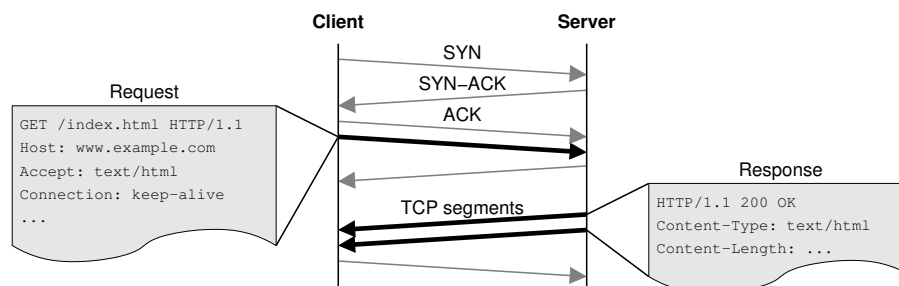 Client
Server
SYN
SYN−ACK
ACK
Request
GET /index.html HTTP/1.1
Host: www.example.com
Accept: text/html
Connection: keep-alive
...
TCP segments
Response
HTTP/1.1 200 OK
Content-Type: text/html
Content-Length: ...